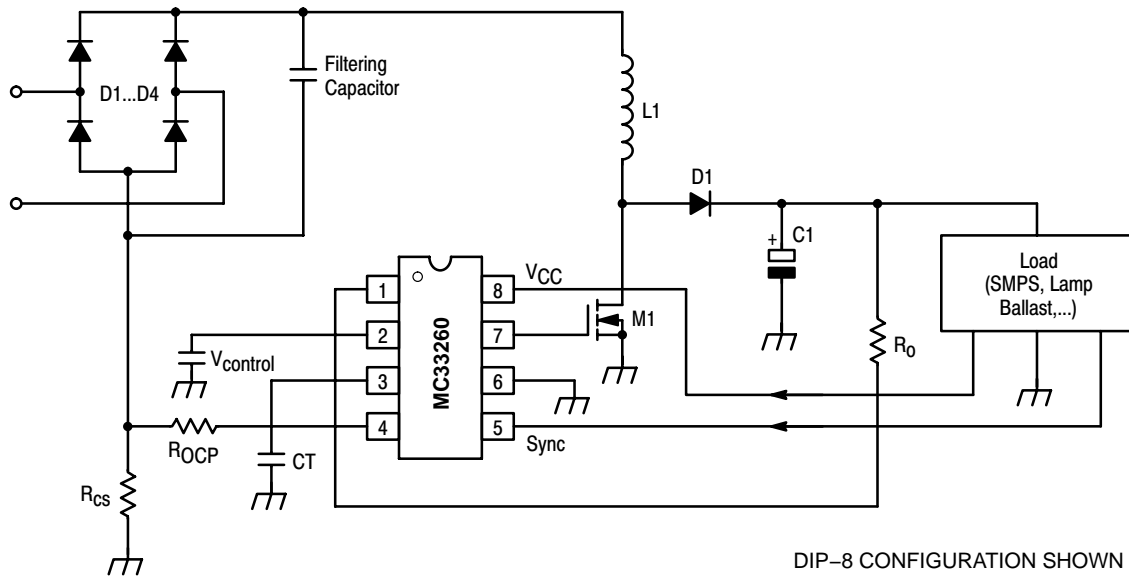 D1...D4
Filtering
Capacitor
L1
D1
+
C1
Load
(SMPS, Lamp
Ballast,...)
VCC
1
8
M1
Ro
2
7
Vcontrol
MC33260
3
6
4
5
ROCP
CT
Sync
Rcs
DIP–8 CONFIGURATION SHOWN